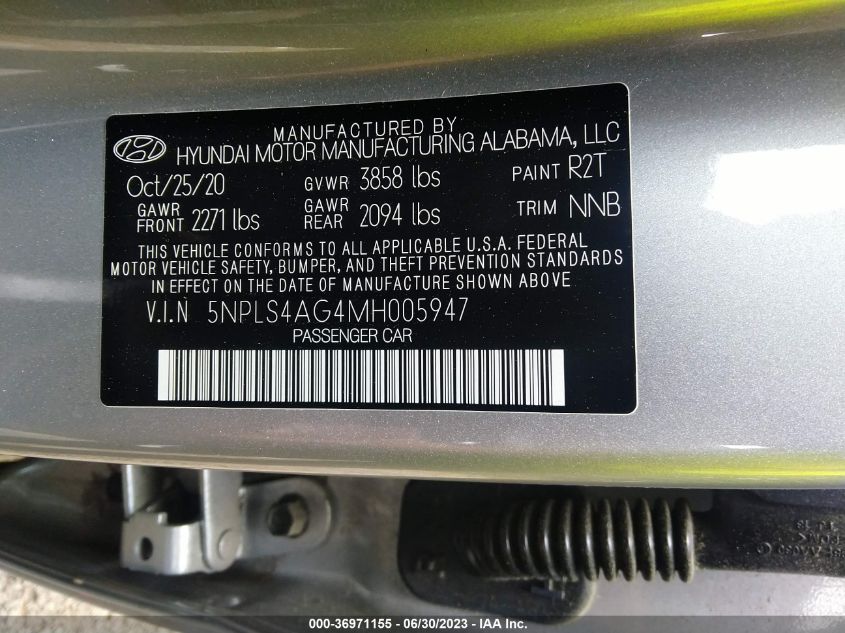 MANUFACTURED BY
HYUNDAI MOTOR MANUFACTURING ALABAMA, LLC
Oct/25/20 GVWR 3858 lbs PAINT R2T
GAWR FRONT 2271 lbs GAWR REAR 2094 lbs TRIM NNB
THIS VEHICLE CONFORMS TO ALL APPLICABLE U.S.A. FEDERAL
MOTOR VEHICLE SAFETY, BUMPER, AND THEFT PREVENTION STANDARDS
IN EFFECT ON THE DATE OF MANUFACTURE SHOWN ABOVE
V.I.N 5NPLS4AG4MH005947
PASSENGER CAR
000-36971155 - 06/30/2023 - IAA Inc.